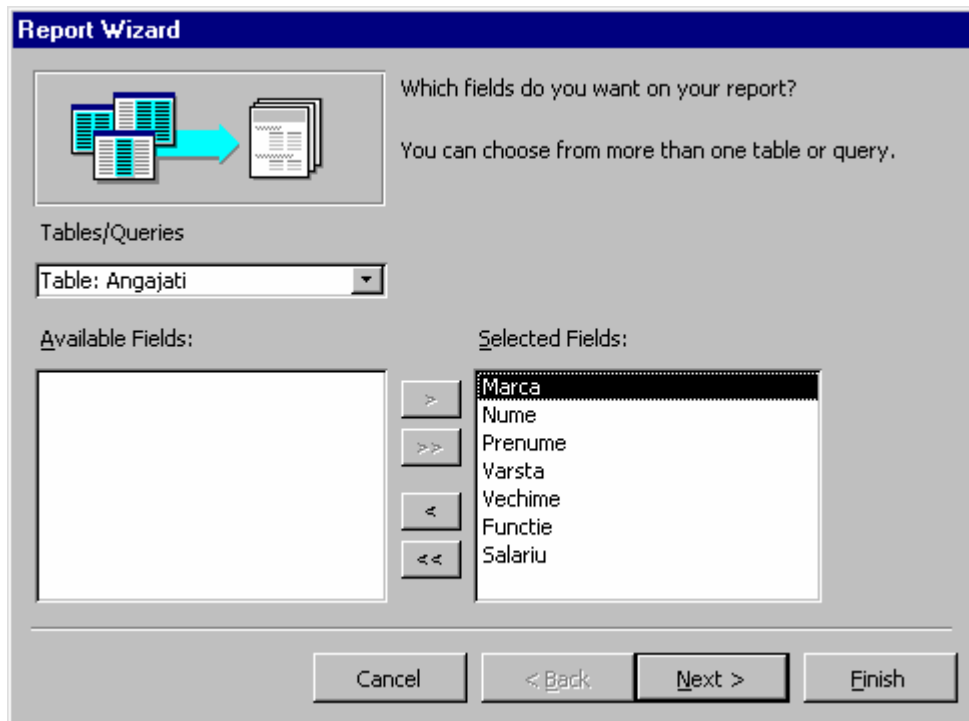 Report Wizard
Which fields do you want on your report?
You can choose from more than one table or query.
Tables/Queries
Table: Angajati
Available Fields:
Selected Fields:
Marca
Nume
Prenume
Varsta
Vechime
Functie
Salariu
>
>>
<
<<
Cancel
< Back
Next >
Finish